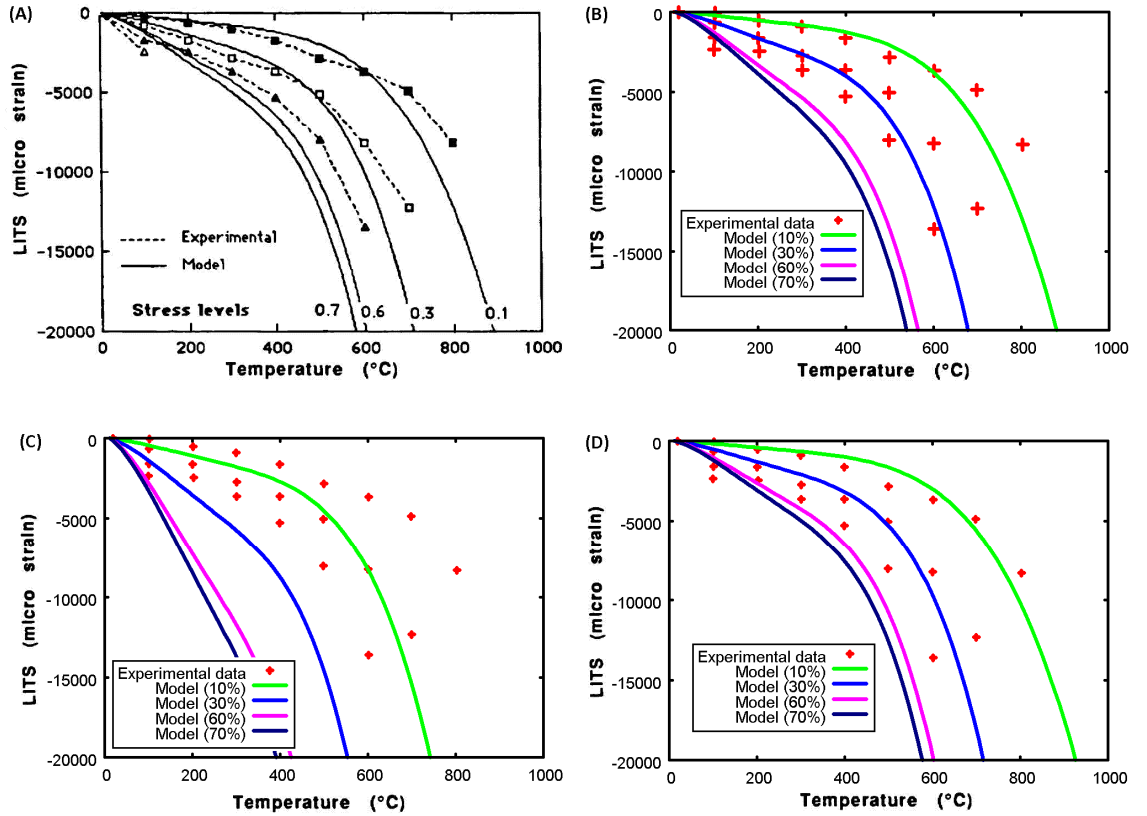 (A)
0
-5000
-10000
-15000
-20000
LITS (micro strain)
Experimental
Model
Stress levels
0.7
0.6
0.3
0.1
0 200 400 600 800 1000
Temperature (°C)
(B)
0
-5000
-10000
-15000
-20000
LITS (micro strain)
Experimental data
Model (10%)
Model (30%)
Model (60%)
Model (70%)
0 200 400 600 800 1000
Temperature (°C)
(C)
0
-5000
-10000
-15000
-20000
LITS (micro strain)
Experimental data
Model (10%)
Model (30%)
Model (60%)
Model (70%)
0 200 400 600 800 1000
Temperature (°C)
(D)
0
-5000
-10000
-15000
-20000
LITS (micro strain)
Experimental data
Model (10%)
Model (30%)
Model (60%)
Model (70%)
0 200 400 600 800 1000
Temperature (°C)